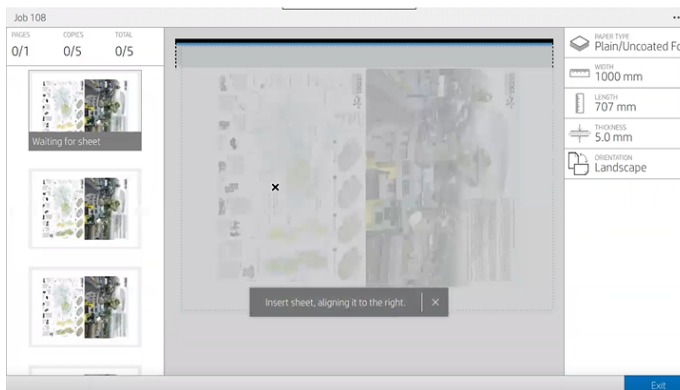 Job 108
PAGES COPIES TOTAL
0/1 0/5 0/5
Waiting for sheet
Insert sheet, aligning it to the right.
PAPER TYPE
Plain/Uncoated Fo
WIDTH
1000 mm
LENGTH
707 mm
THICKNESS
5.0 mm
ORIENTATION
Landscape
Exit